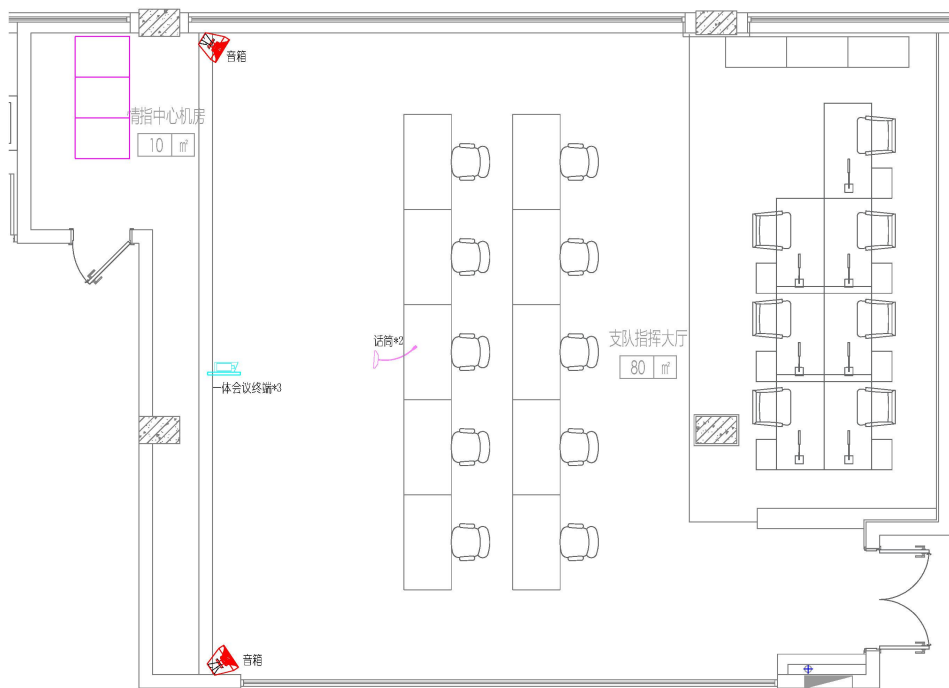 音箱
情指中心机房
10 ㎡
支队指挥大厅
80 ㎡
话筒*2
一体会议终端*3
音箱